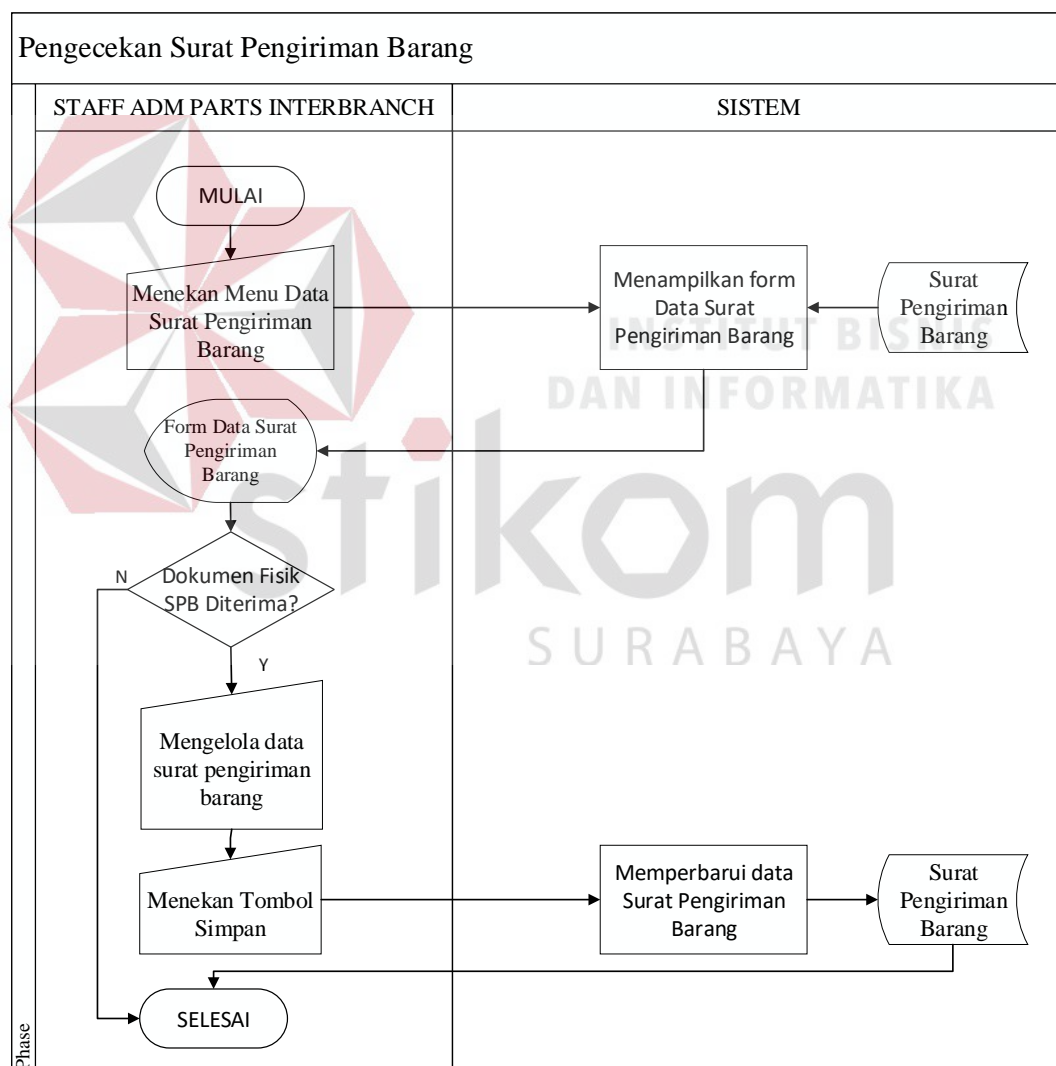 Pengecekan Surat Pengiriman Barang
STAFF ADM PARTS INTERBRANCH
SISTEM
MULAI
Menekan Menu Data
Surat Pengiriman
Barang
Menampilkan form
Data Surat
Pengiriman Barang
Surat
Pengiriman
Barang
INSTITUT BISNIS
DAN INFORMATIKA
Form Data Surat
Pengiriman
Barang
stikom
SURABAYA
N
Dokumen Fisik
SPB Diterima?
Y
Mengelola data
surat pengiriman
barang
Menekan Tombol
Simpan
Memperbarui data
Surat Pengiriman
Barang
Surat
Pengiriman
Barang
SELESAI
Phase